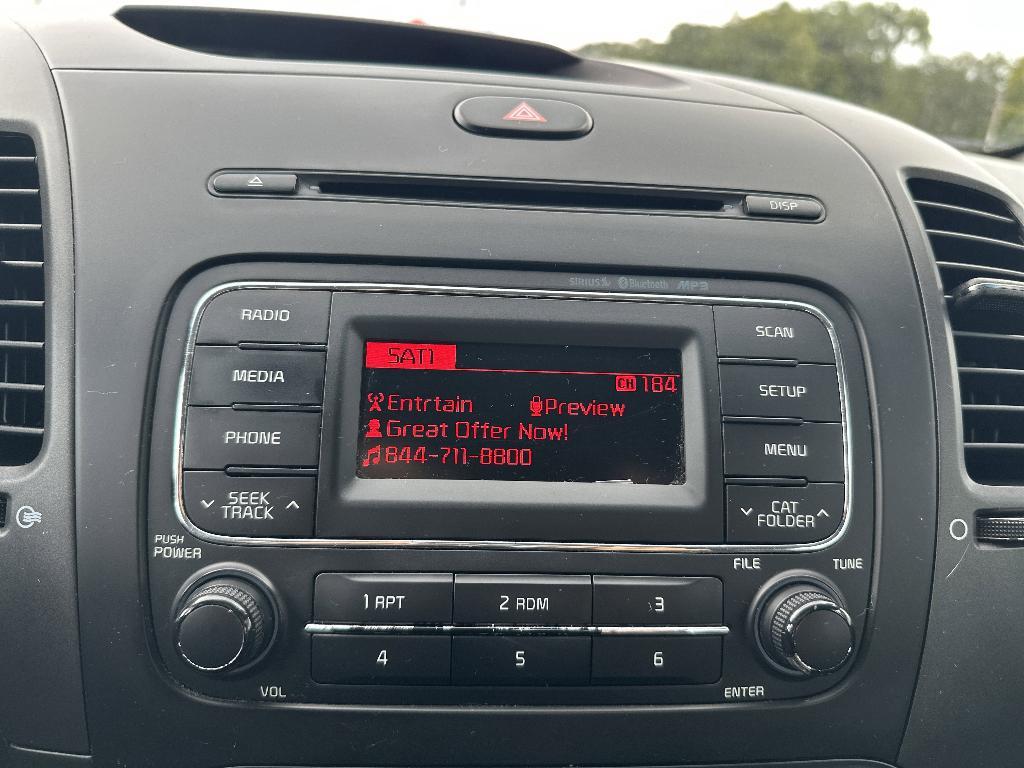 DISP
SIRIUS Bluetooth MP3
RADIO
MEDIA
PHONE
SEEK
TRACK
SAT1
CH 184
Entrtain Preview
Great Offer Now!
844-711-8800
SCAN
SETUP
MENU
CAT
FOLDER
PUSH
POWER
VOL
1 RPT
2 RDM
3
4
5
6
FILE
TUNE
ENTER